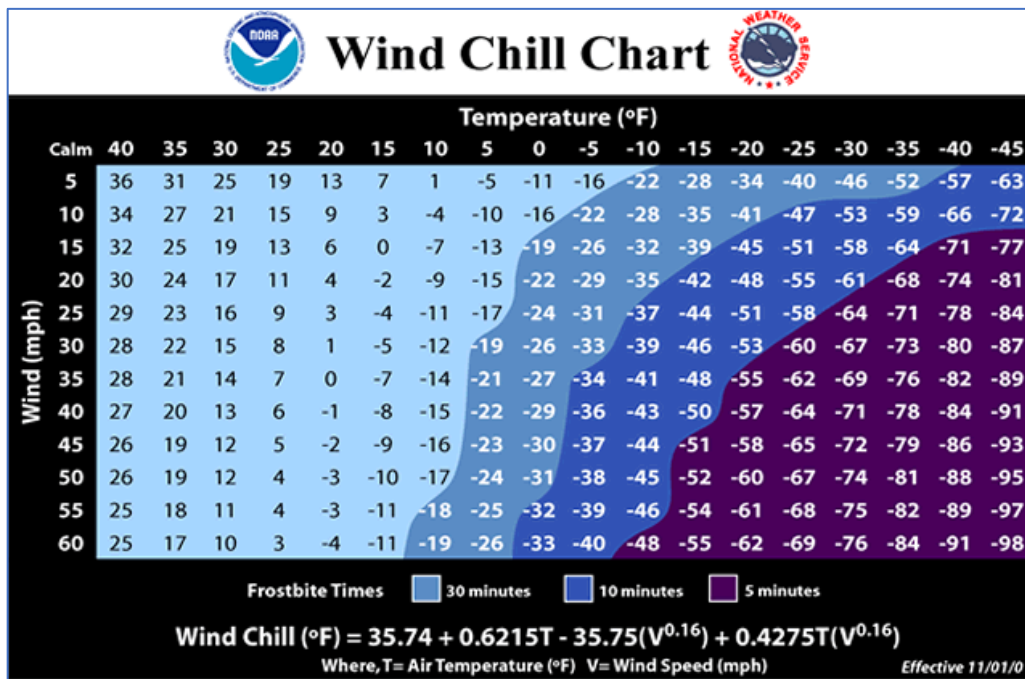 NOAA
Wind Chill Chart
NATIONAL WEATHER SERVICE
Temperature (ºF)
Calm 40 35 30 25 20 15 10 5 0 -5 -10 -15 -20 -25 -30 -35 -40 -45
5 36 31 25 19 13 7 1 -5 -11 -16 -22 -28 -34 -40 -46 -52 -57 -63
10 34 27 21 15 9 3 -4 -10 -16 -22 -28 -35 -41 -47 -53 -59 -66 -72
15 32 25 19 13 6 0 -7 -13 -19 -26 -32 -39 -45 -51 -58 -64 -71 -77
20 30 24 17 11 4 -2 -9 -15 -22 -29 -35 -42 -48 -55 -61 -68 -74 -81
25 29 23 16 9 3 -4 -11 -17 -24 -31 -37 -44 -51 -58 -64 -71 -78 -84
30 28 22 15 8 1 -5 -12 -19 -26 -33 -39 -46 -53 -60 -67 -73 -80 -87
35 28 21 14 7 0 -7 -14 -21 -27 -34 -41 -48 -55 -62 -69 -76 -82 -89
40 27 20 13 6 -1 -8 -15 -22 -29 -36 -43 -50 -57 -64 -71 -78 -84 -91
45 26 19 12 5 -2 -9 -16 -23 -30 -37 -44 -51 -58 -65 -72 -79 -86 -93
50 26 19 12 4 -3 -10 -17 -24 -31 -38 -45 -52 -60 -67 -74 -81 -88 -95
55 25 18 11 4 -3 -11 -18 -25 -32 -39 -46 -54 -61 -68 -75 -82 -89 -97
60 25 17 10 3 -4 -11 -19 -26 -33 -40 -48 -55 -62 -69 -76 -84 -91 -98
Wind (mph)
Frostbite Times 30 minutes 10 minutes 5 minutes
Wind Chill (ºF) = 35.74 + 0.6215T - 35.75(V^0.16) + 0.4275T(V^0.16)
Where, T= Air Temperature (ºF) V= Wind Speed (mph)
Effective 11/01/0